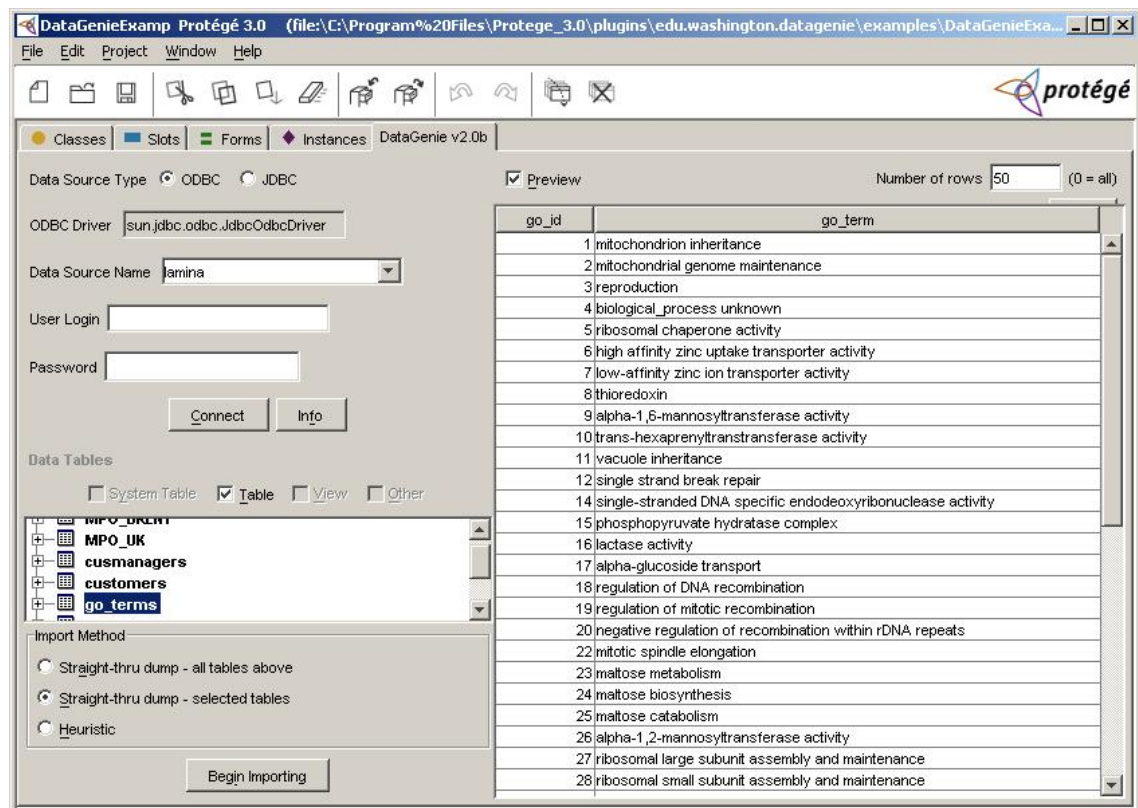 DataGenieExamp Protégé 3.0 (file:\C:\Program%20Files\Protege_3.0\plugins\edu.washington.datagenie\examples\DataGenieExa...
File Edit Project Window Help
protégé
Classes Slots Forms Instances DataGenie v2.0b
Data Source Type ODBC JDBC
ODBC Driver sun.jdbc.odbc.JdbcOdbcDriver
Data Source Name lamina
User Login
Password
Connect Info
Data Tables
System Table Table View Other
MPO_UK
cusmanagers
customers
go_terms
Import Method
Straight-thru dump - all tables above
Straight-thru dump - selected tables
Heuristic
Begin Importing
Preview Number of rows 50 (0 = all)
go_id go_term
1 mitochondrion inheritance
2 mitochondrial genome maintenance
3 reproduction
4 biological_process unknown
5 ribosomal chaperone activity
6 high affinity zinc uptake transporter activity
7 low-affinity zinc ion transporter activity
8 thioredoxin
9 alpha-1,6-mannosyltransferase activity
10 trans-hexaprenyltranstransferase activity
11 vacuole inheritance
12 single strand break repair
14 single-stranded DNA specific endodeoxyribonuclease activity
15 phosphopyruvate hydratase complex
16 lactase activity
17 alpha-glucoside transport
18 regulation of DNA recombination
19 regulation of mitotic recombination
20 negative regulation of recombination within rDNA repeats
22 mitotic spindle elongation
23 maltose metabolism
24 maltose biosynthesis
25 maltose catabolism
26 alpha-1,2-mannosyltransferase activity
27 ribosomal large subunit assembly and maintenance
28 ribosomal small subunit assembly and maintenance